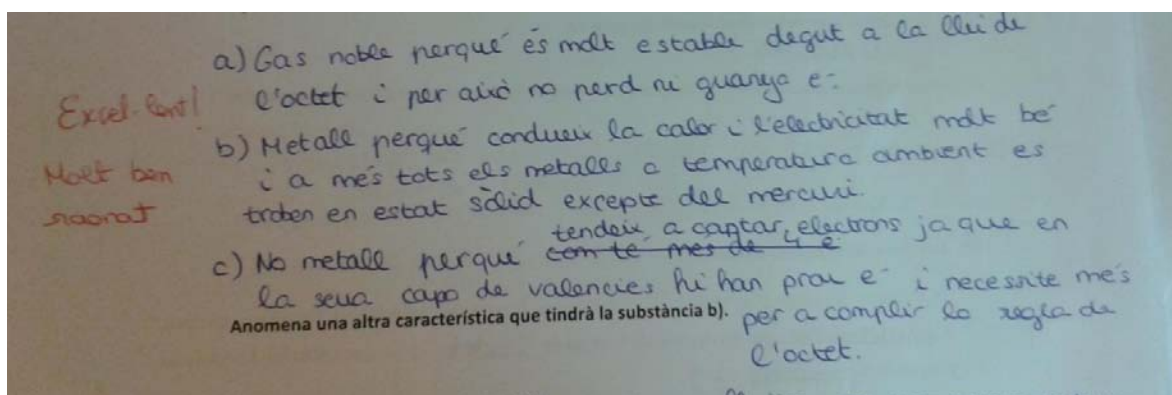 a) Gas noble perqué és molt estable degut a la llei de
l'octet i per això no perd ni guanya e⁻.
Excel·lent!
b) Metall perqué condueix la calor i l'electricitat molt bé
Molt ben
raonat
i a més tots els metalls a temperatura ambient es
troben en estat sòlid excepte del mercuri.
tendeix a captar electrons ja que en
c) No metall perqué com té més de 4 e⁻
la seua capa de valencies hi han prou e⁻ i necessite més
Anomena una altra característica que tindrà la substància b).
per a complir la regla de
l'octet.